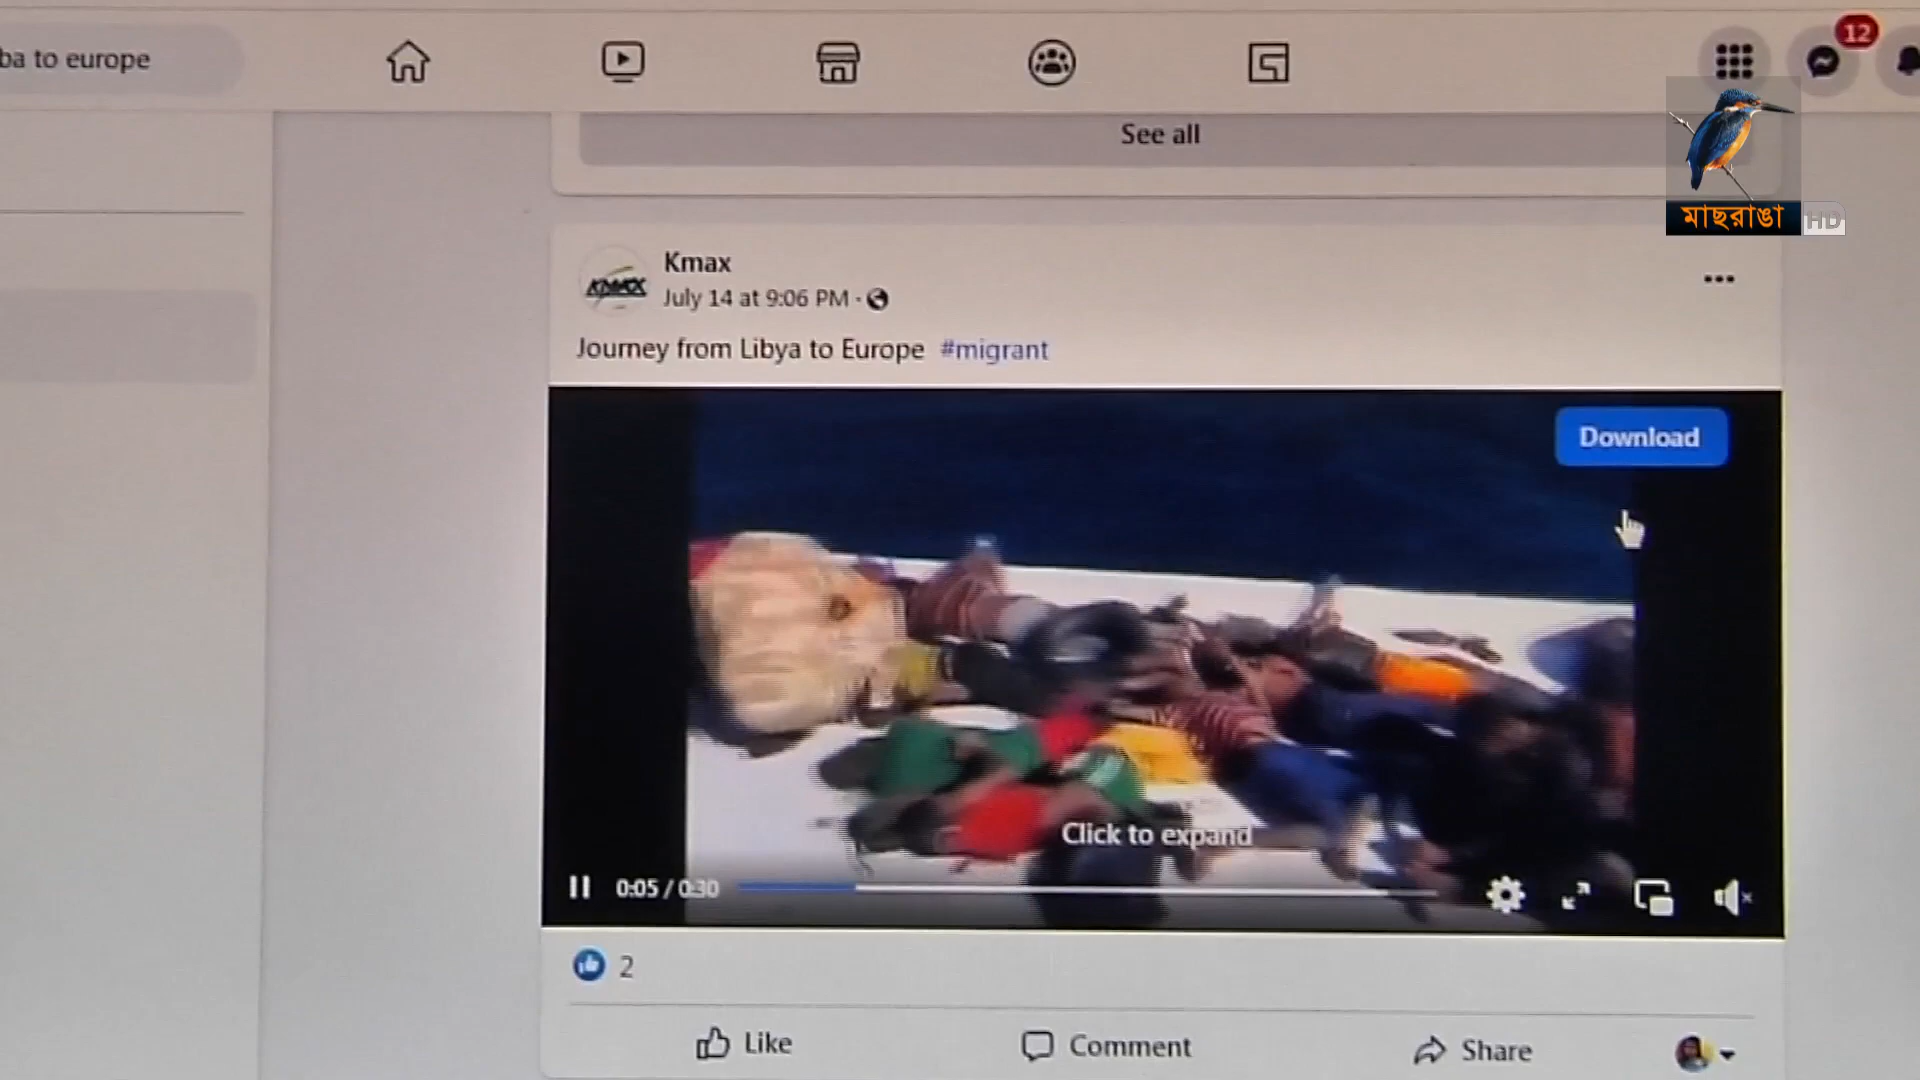 ba to europe
12
See all
মাছরাঙা HD
KMAX
Kmax
July 14 at 9:06 PM ·
Journey from Libya to Europe #migrant
Download
Click to expand
0:05 / 0:30
2
Like
Comment
Share